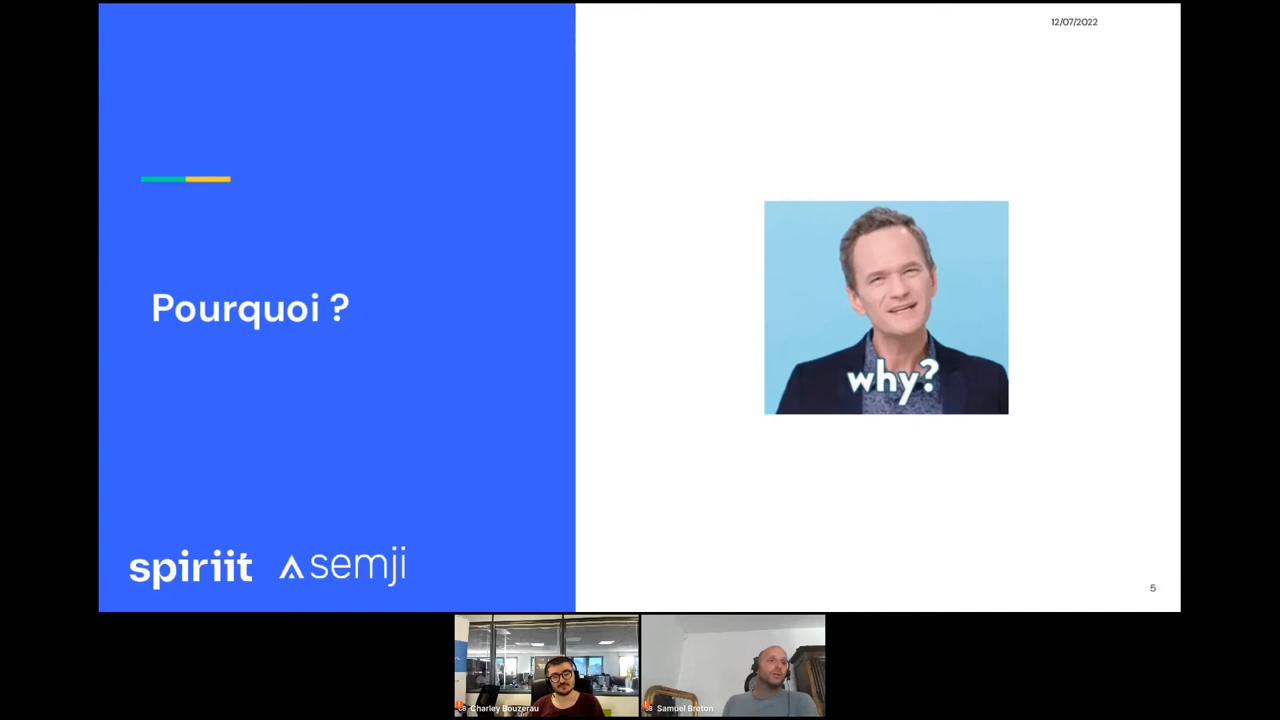 12/07/2022
Pourquoi ?
why?
spiriit semji
5
Charley Bouzerau
Samuel Breton